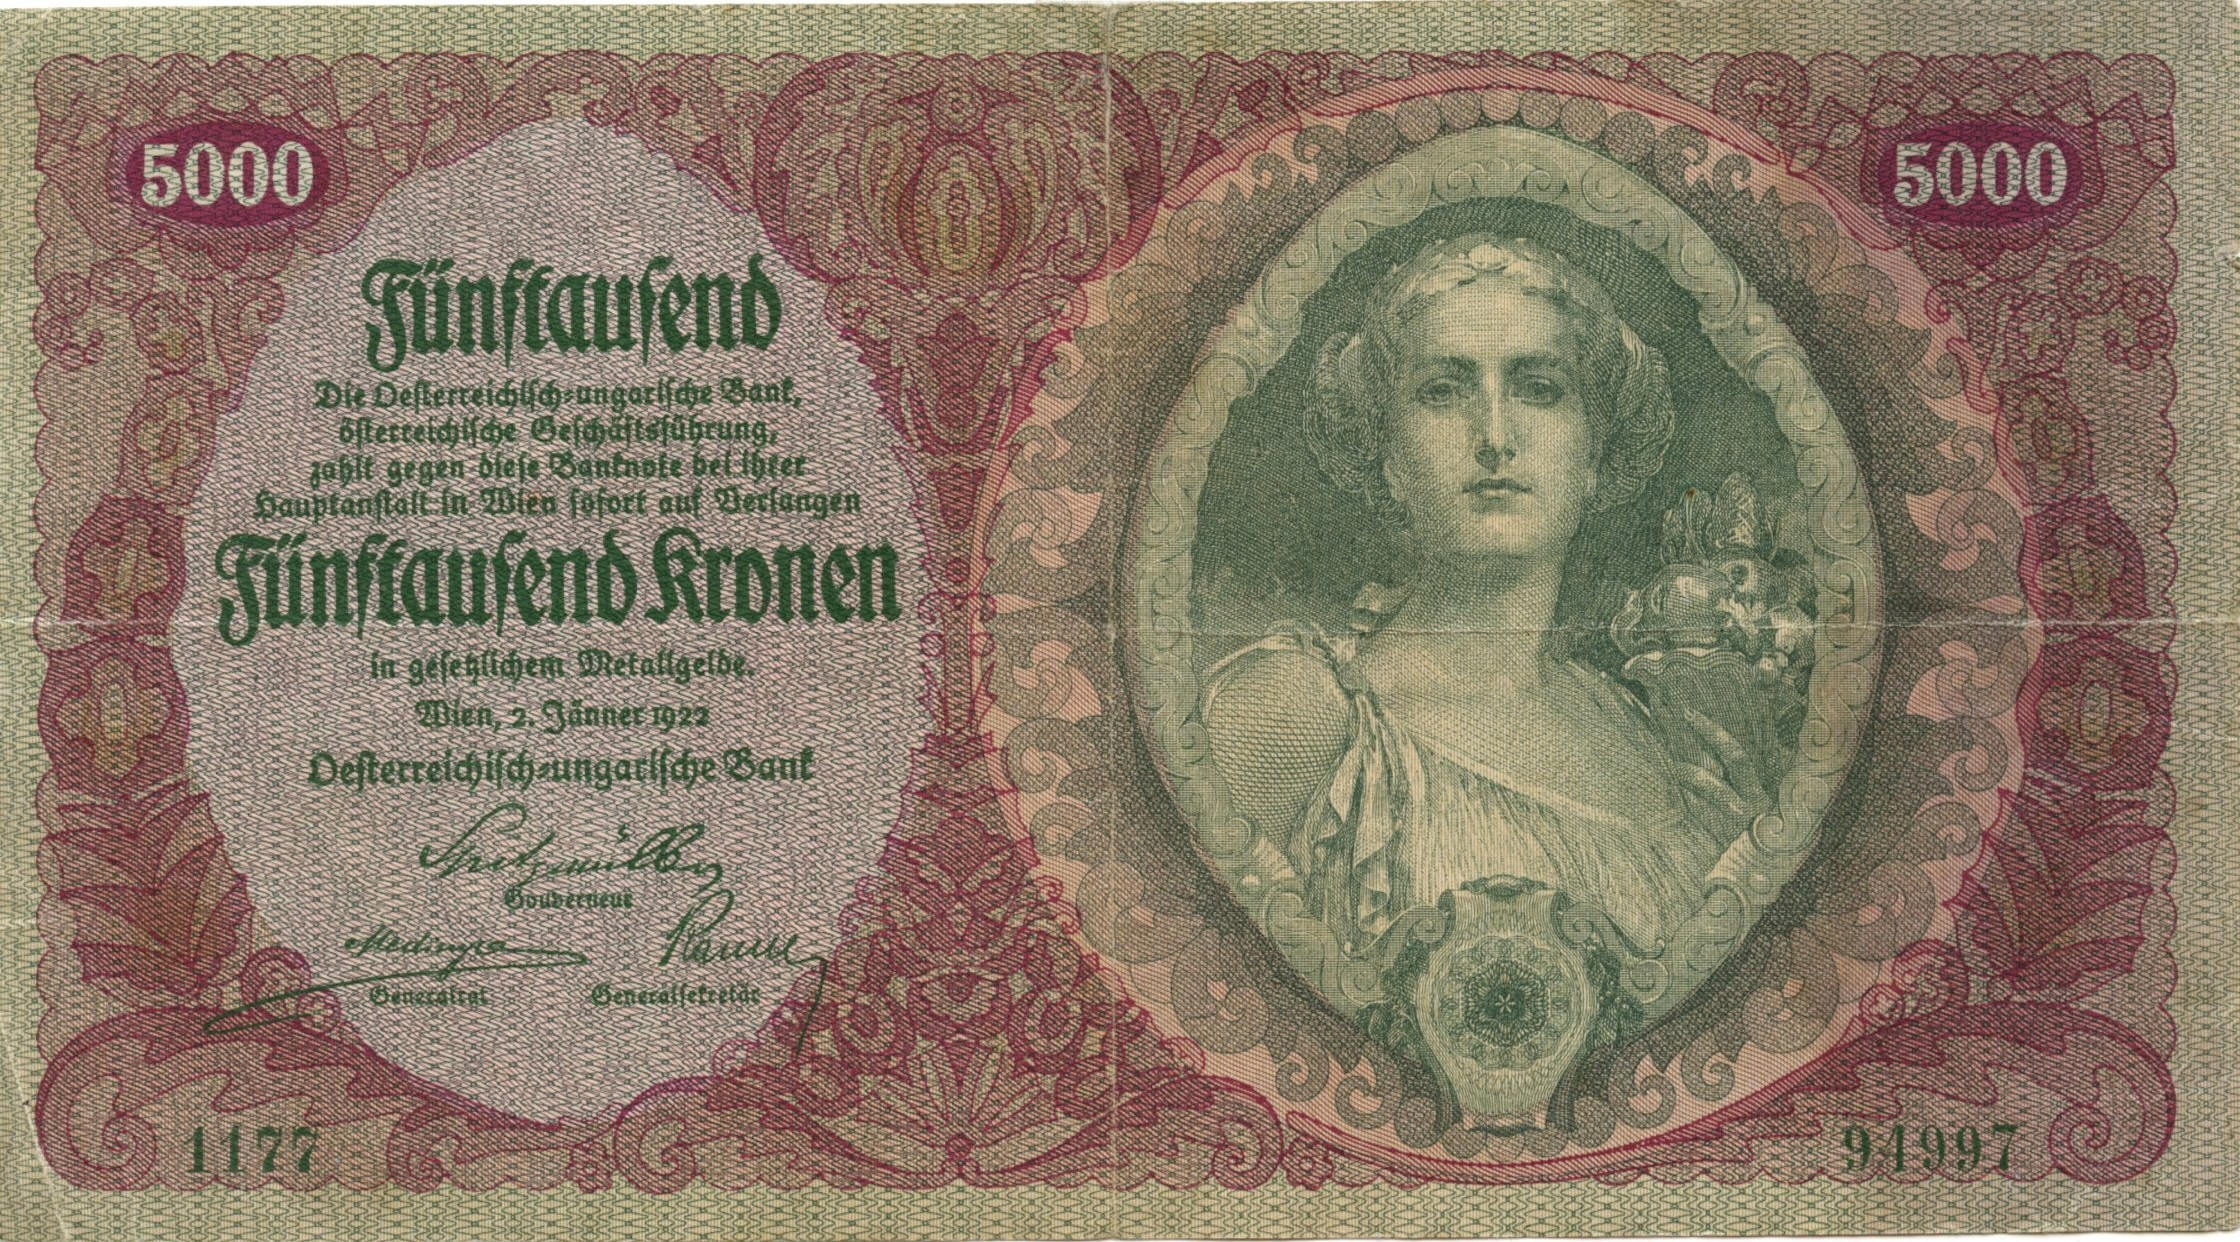 5000
5000
Fünftausend
Die Oesterreichisch-ungarische Bank,
österreichische Geschäftsführung,
zahlt gegen diese Banknote bei ihrer
Hauptanstalt in Wien sofort auf Verlangen
Fünftausend Kronen
in gesetzlichem Metallgelde.
Wien, 2. Jänner 1922
Oesterreichisch-ungarische Bank
Spitzmüller
Gouverneur
Generalrat
Generalsekretär
1177
94997